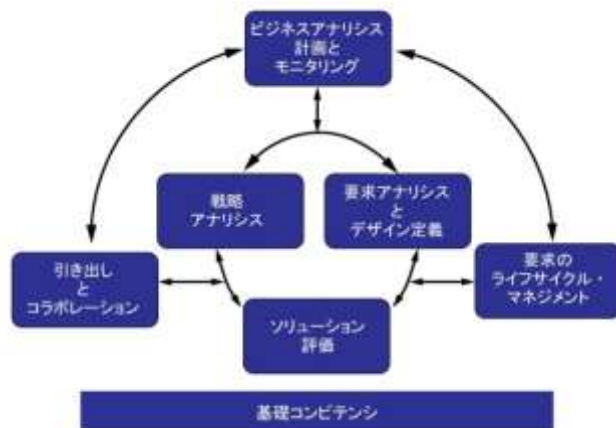 ビジネスアナリシス
計画と
モニタリング
戦略
アナリシス
要求アナリシス
と
デザイン定義
引き出し
と
コラボレーション
要求の
ライフサイクル・
マネジメント
ソリューション
評価
基礎コンピテンシ